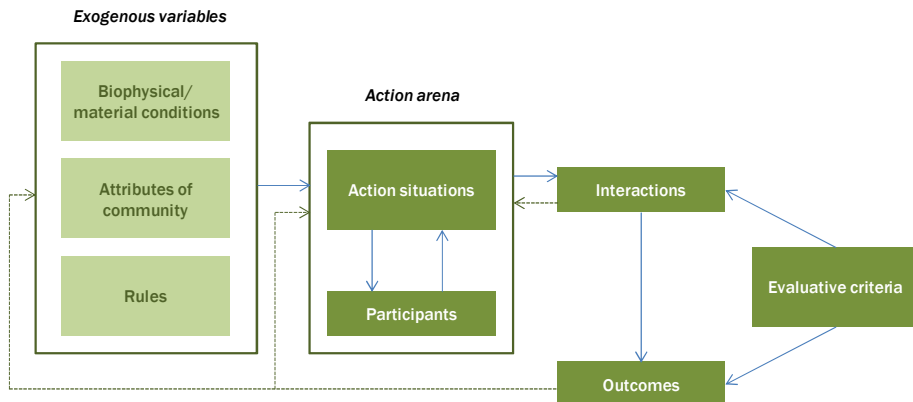 Exogenous variables
Biophysical/
material conditions
Attributes of
community
Rules
Action arena
Action situations
Participants
Interactions
Outcomes
Evaluative criteria